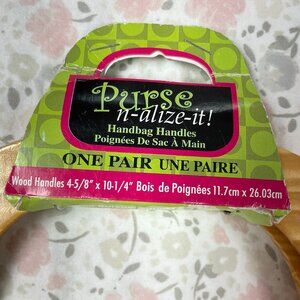 Purse
n-alize-it!
Handbag Handles
Poignées De Sac À Main
ONE PAIR UNE PAIRE
Wood Handles 4-5/8" x 10-1/4" Bois de Poignées 11.7cm x 26.03cm